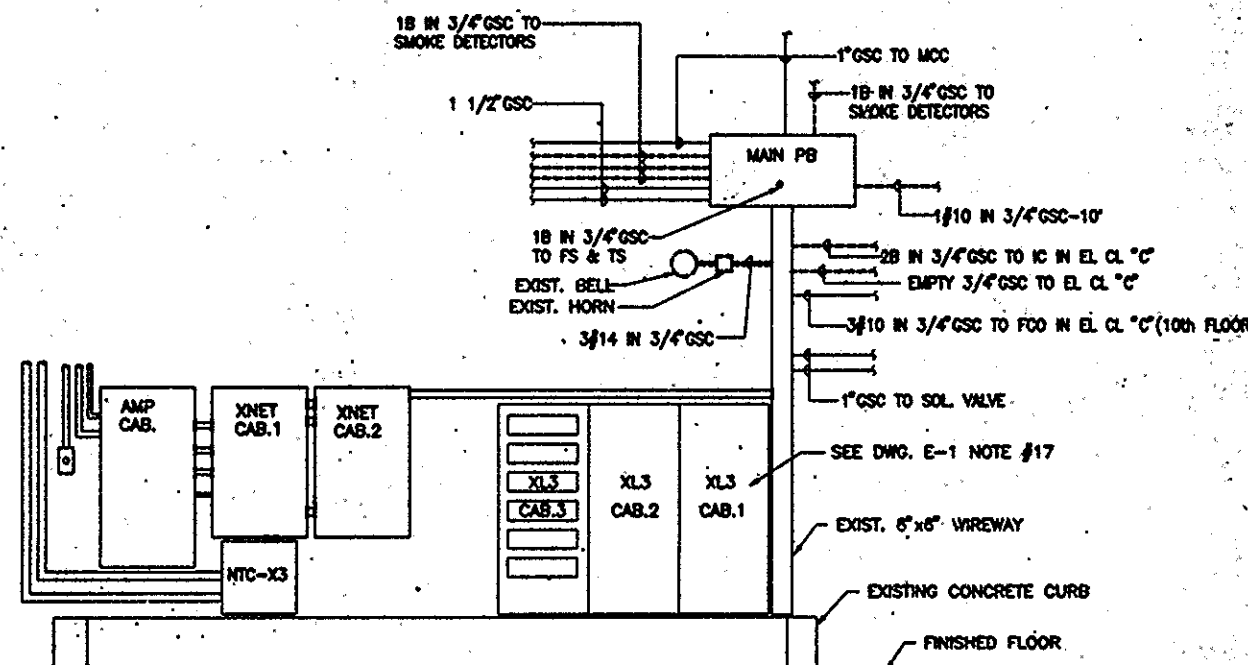 1B IN 3/4"GSC TO
SMOKE DETECTORS
1"GSC TO MCC
1 1/2"GSC
1B IN 3/4"GSC TO
SMOKE DETECTORS
MAIN PB
1#10 IN 3/4"GSC-10'
1B IN 3/4"GSC
TO FS & TS
2B IN 3/4"GSC TO IC IN EL CL "C"
EXIST. BELL
EMPTY 3/4"GSC TO EL CL "C"
EXIST. HORN
3#10 IN 3/4"GSC TO FCO IN EL CL "C"(10th FLOOR
3#14 IN 3/4"GSC
1"GSC TO SOL. VALVE
AMP
CAB.
XNET
CAB.1
XNET
CAB.2
SEE DWG. E-1 NOTE #17
XL3
CAB.3
XL3
CAB.2
XL3
CAB.1
EXIST. 6"x6" WIREWAY
NTC-X3
EXISTING CONCRETE CURB
FINISHED FLOOR